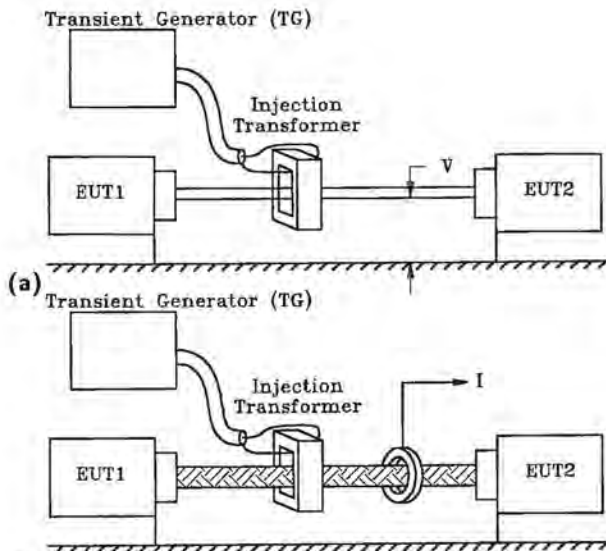 Transient Generator (TG)
Injection
Transformer
V
EUT1
EUT2
(a)
Transient Generator (TG)
Injection
Transformer
I
EUT1
EUT2